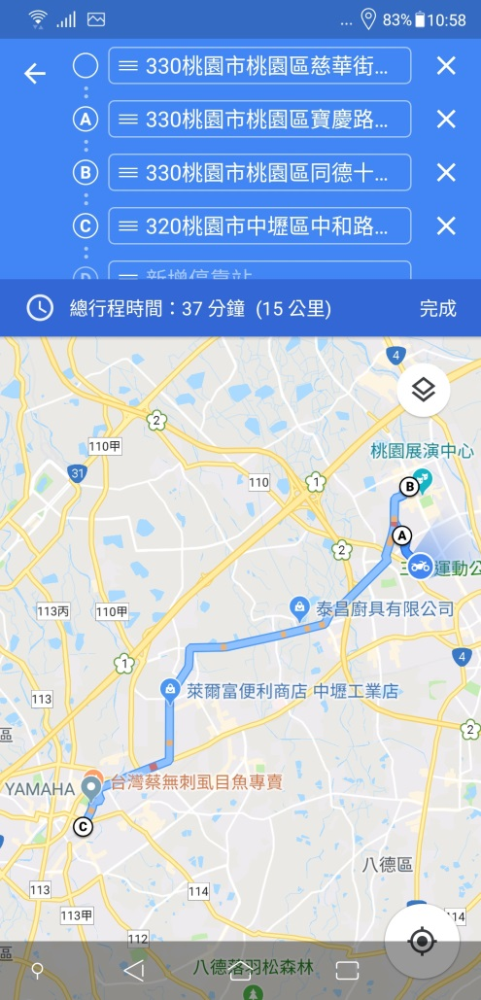 ... 83% 10:58
330桃園市桃園區慈華街...
A 330桃園市桃園區寶慶路...
B 330桃園市桃園區同德十...
C 320桃園市中壢區中和路...
D 新增停靠站
總行程時間：37 分鐘 (15 公里) 完成
4
2
110甲
31
桃園展演中心
110
1
B
A
2
運動公
113丙
110甲
泰昌廚具有限公司
1
4
113
萊爾富便利商店 中壢工業店
2
區
YAMAHA
台灣蔡無刺虱目魚專賣
C
八德區
113
114
113甲
114
112
區
八德落羽松森林